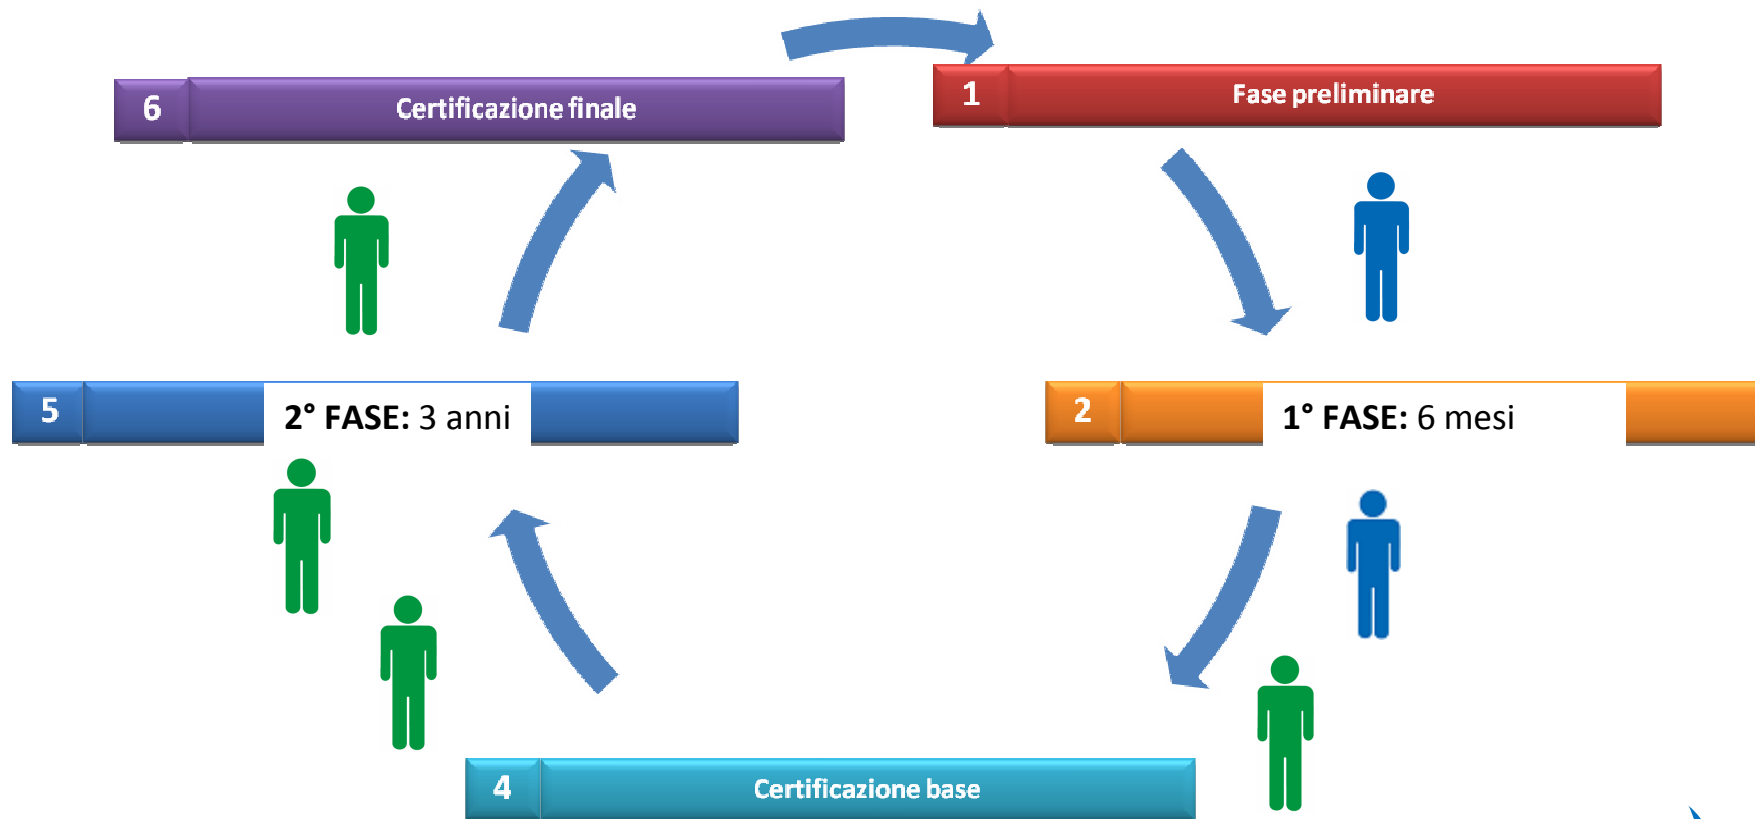 6 Certificazione finale
1 Fase preliminare
5 2° FASE: 3 anni
2 1° FASE: 6 mesi
4 Certificazione base